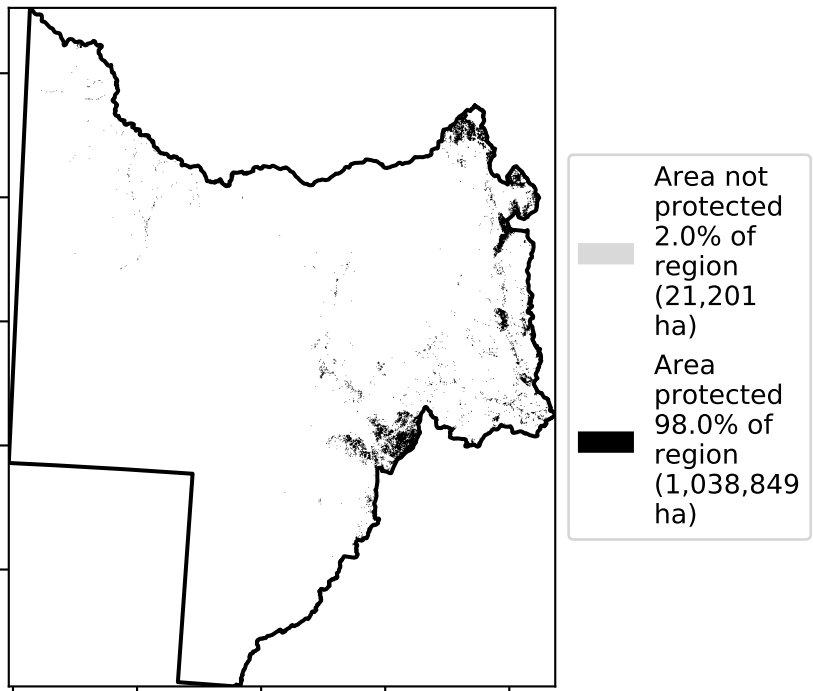 Area not
protected
2.0% of
region
(21,201
ha)
Area
protected
98.0% of
region
(1,038,849
ha)